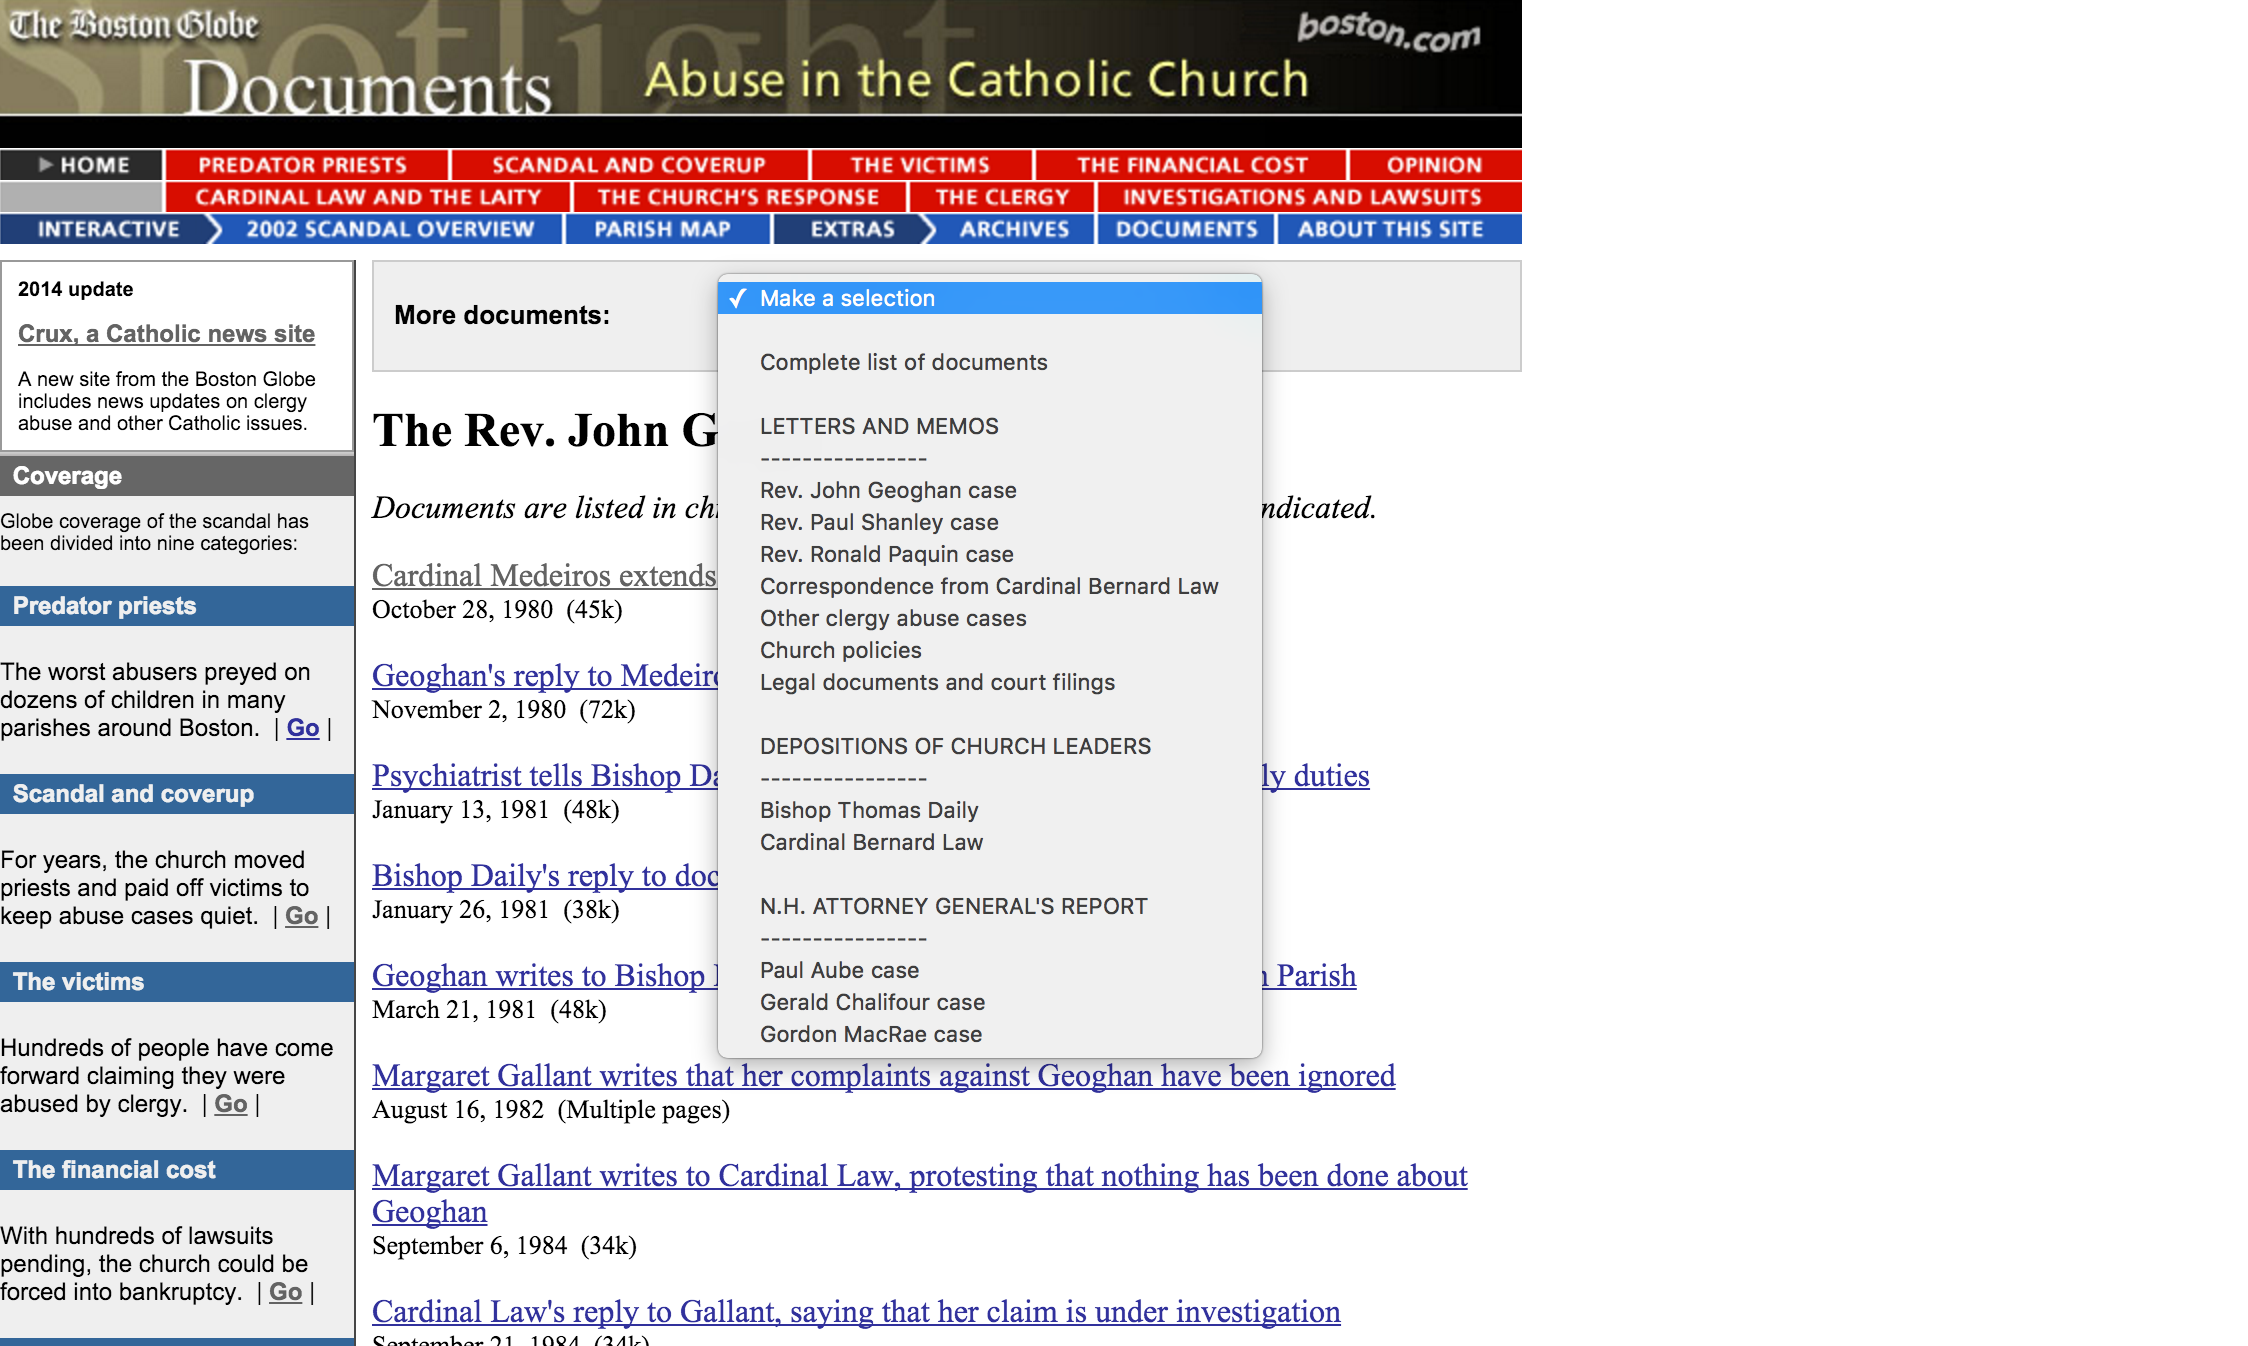 The Boston Globe
spotlight
Documents
Abuse in the Catholic Church
boston.com
HOME
PREDATOR PRIESTS
SCANDAL AND COVERUP
THE VICTIMS
THE FINANCIAL COST
OPINION
CARDINAL LAW AND THE LAITY
THE CHURCH'S RESPONSE
THE CLERGY
INVESTIGATIONS AND LAWSUITS
INTERACTIVE
2002 SCANDAL OVERVIEW
PARISH MAP
EXTRAS
ARCHIVES
DOCUMENTS
ABOUT THIS SITE
2014 update
Crux, a Catholic news site
A new site from the Boston Globe
includes news updates on clergy
abuse and other Catholic issues.
Coverage
Globe coverage of the scandal has
been divided into nine categories:
Predator priests
The worst abusers preyed on
dozens of children in many
parishes around Boston. | Go |
Scandal and coverup
For years, the church moved
priests and paid off victims to
keep abuse cases quiet. | Go |
The victims
Hundreds of people have come
forward claiming they were
abused by clergy. | Go |
The financial cost
With hundreds of lawsuits
pending, the church could be
forced into bankruptcy. | Go |
More documents:
✓ Make a selection
Complete list of documents
LETTERS AND MEMOS
----------------
Rev. John Geoghan case
Rev. Paul Shanley case
Rev. Ronald Paquin case
Correspondence from Cardinal Bernard Law
Other clergy abuse cases
Church policies
Legal documents and court filings
DEPOSITIONS OF CHURCH LEADERS
----------------
Bishop Thomas Daily
Cardinal Bernard Law
N.H. ATTORNEY GENERAL'S REPORT
----------------
Paul Aube case
Gerald Chalifour case
Gordon MacRae case
The Rev. John G
Documents are listed in ch ndicated.
Cardinal Medeiros extends
October 28, 1980 (45k)
Geoghan's reply to Medeiro
November 2, 1980 (72k)
Psychiatrist tells Bishop Da ly duties
January 13, 1981 (48k)
Bishop Daily's reply to doc
January 26, 1981 (38k)
Geoghan writes to Bishop Parish
March 21, 1981 (48k)
Margaret Gallant writes that her complaints against Geoghan have been ignored
August 16, 1982 (Multiple pages)
Margaret Gallant writes to Cardinal Law, protesting that nothing has been done about
Geoghan
September 6, 1984 (34k)
Cardinal Law's reply to Gallant, saying that her claim is under investigation
September 21, 1984 (34k)